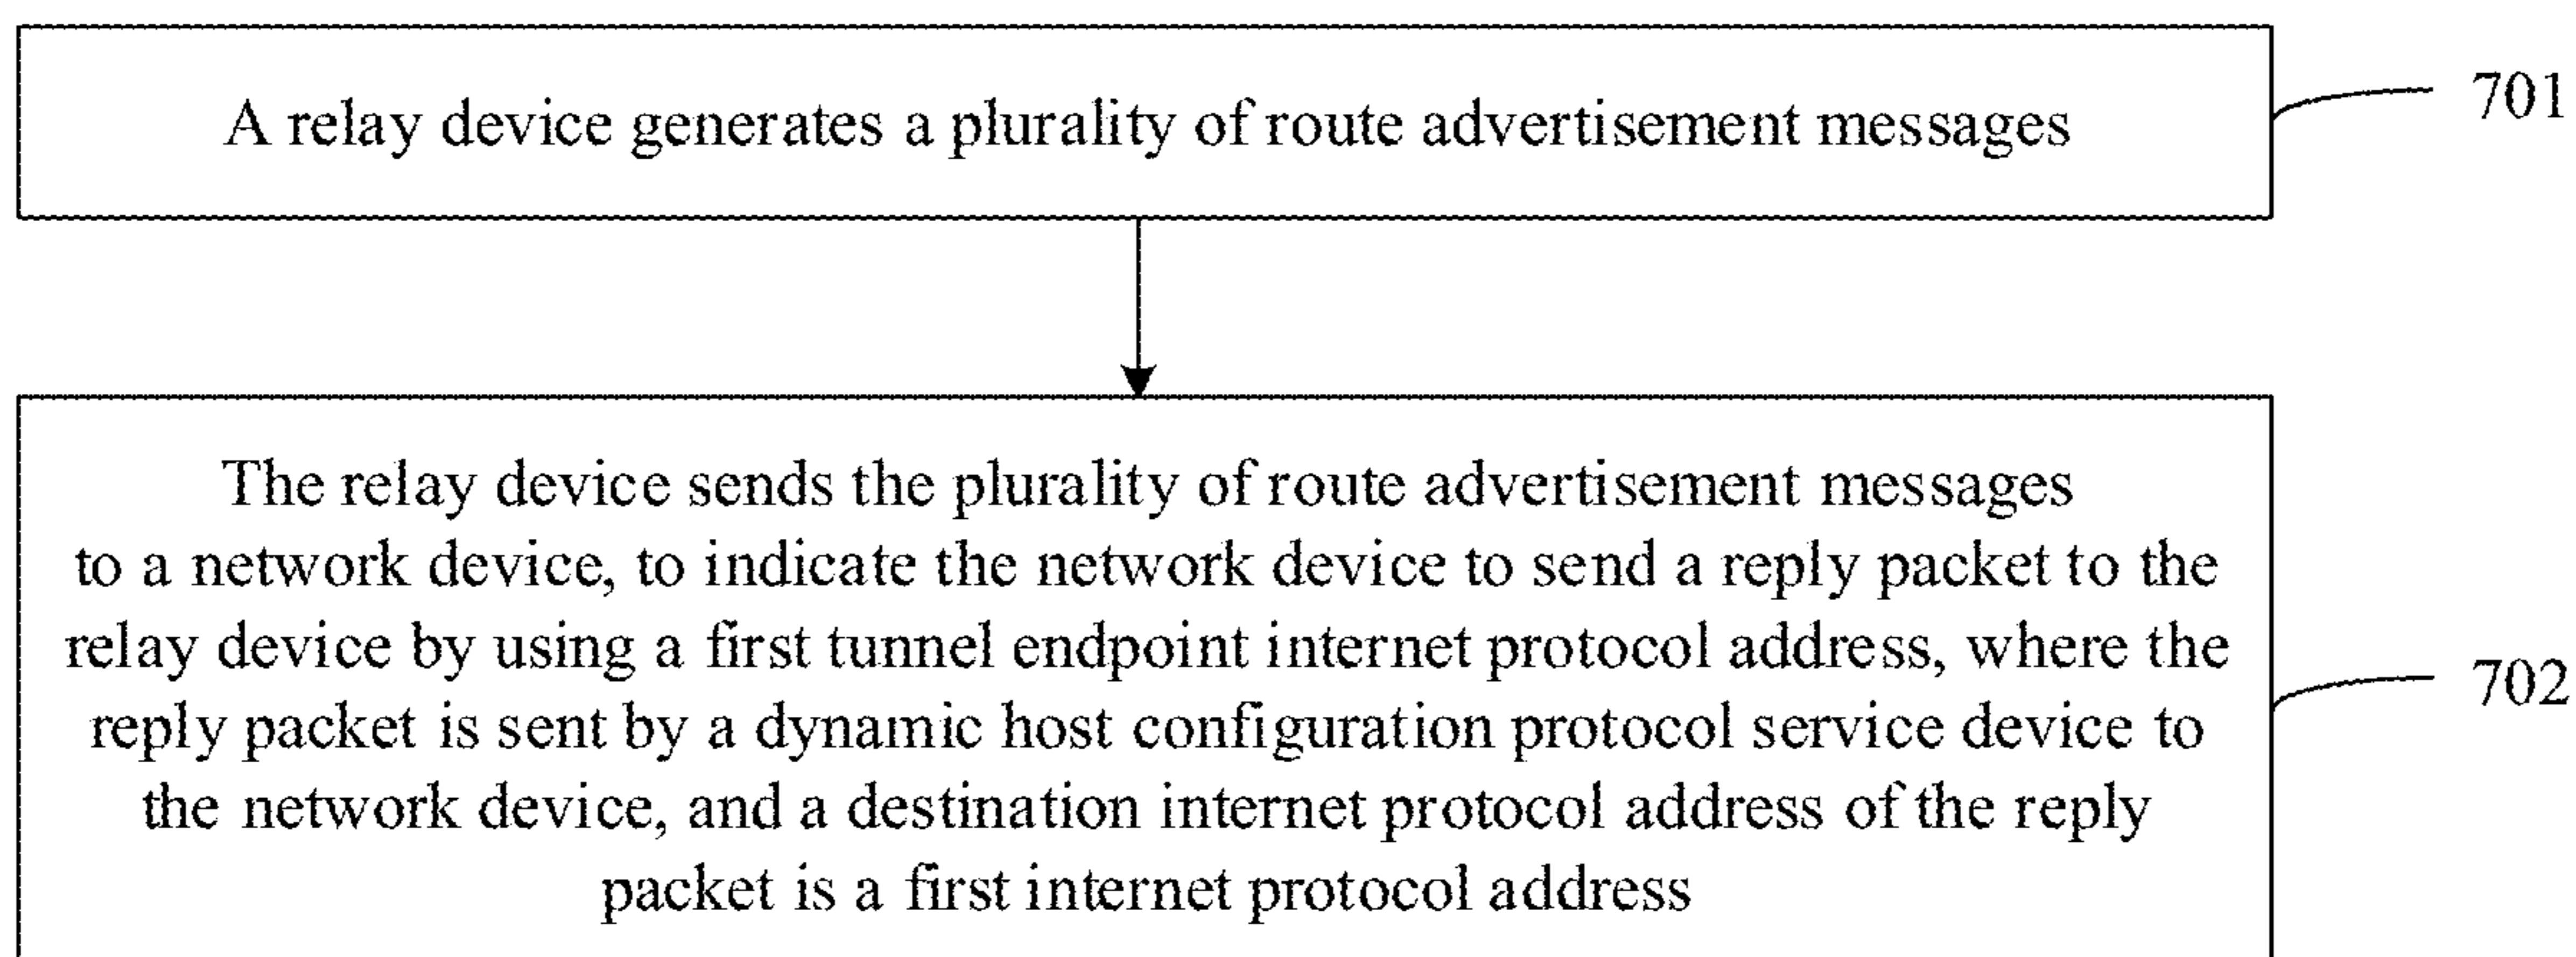 A relay device generates a plurality of route advertisement messages
701
The relay device sends the plurality of route advertisement messages
to a network device, to indicate the network device to send a reply packet to the
relay device by using a first tunnel endpoint internet protocol address, where the
reply packet is sent by a dynamic host configuration protocol service device to
the network device, and a destination internet protocol address of the reply
packet is a first internet protocol address
702